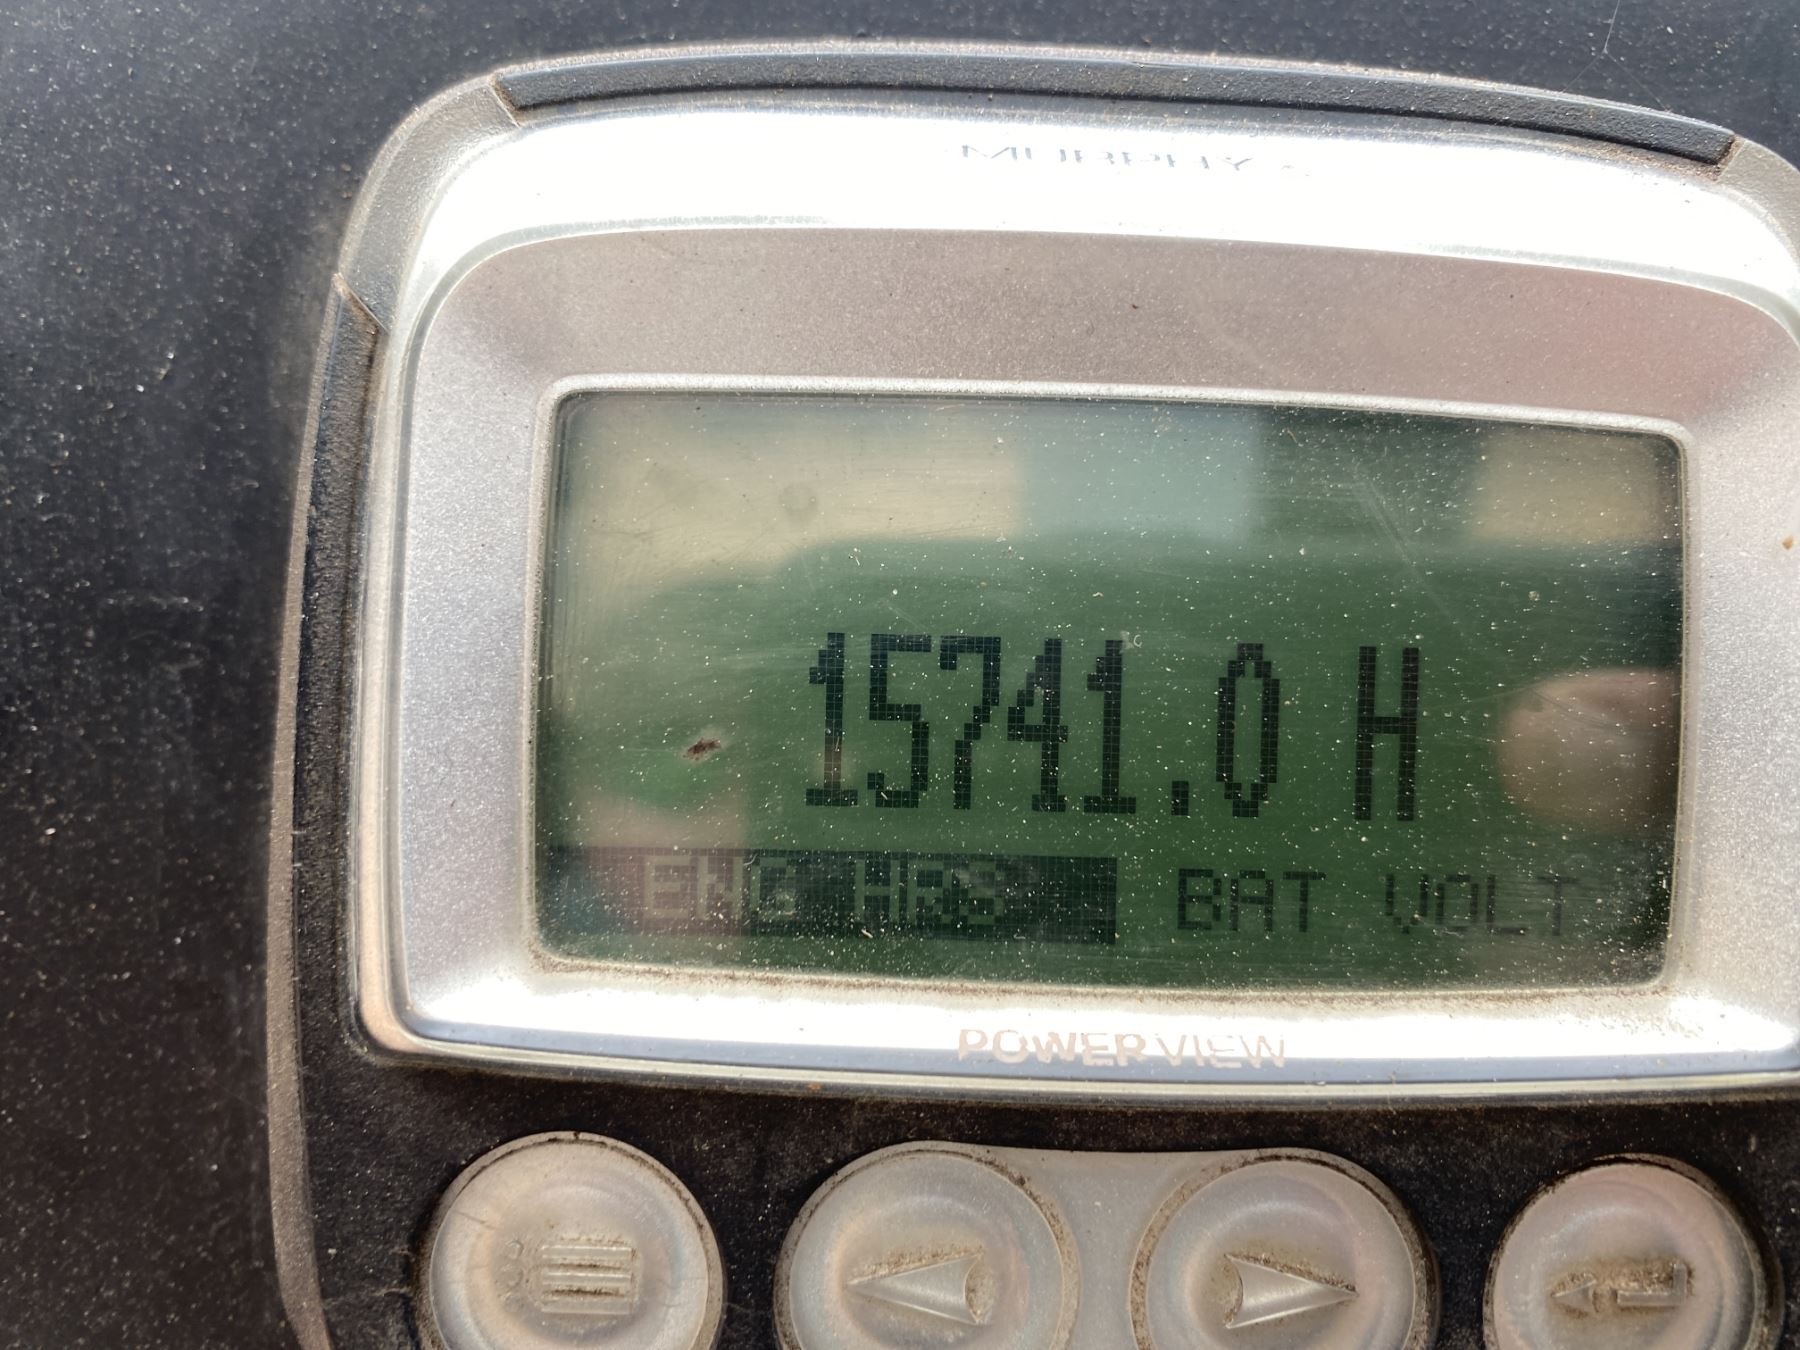 MURPHY
15741.0 H
ENG HRS BAT VOLT
POWERVIEW